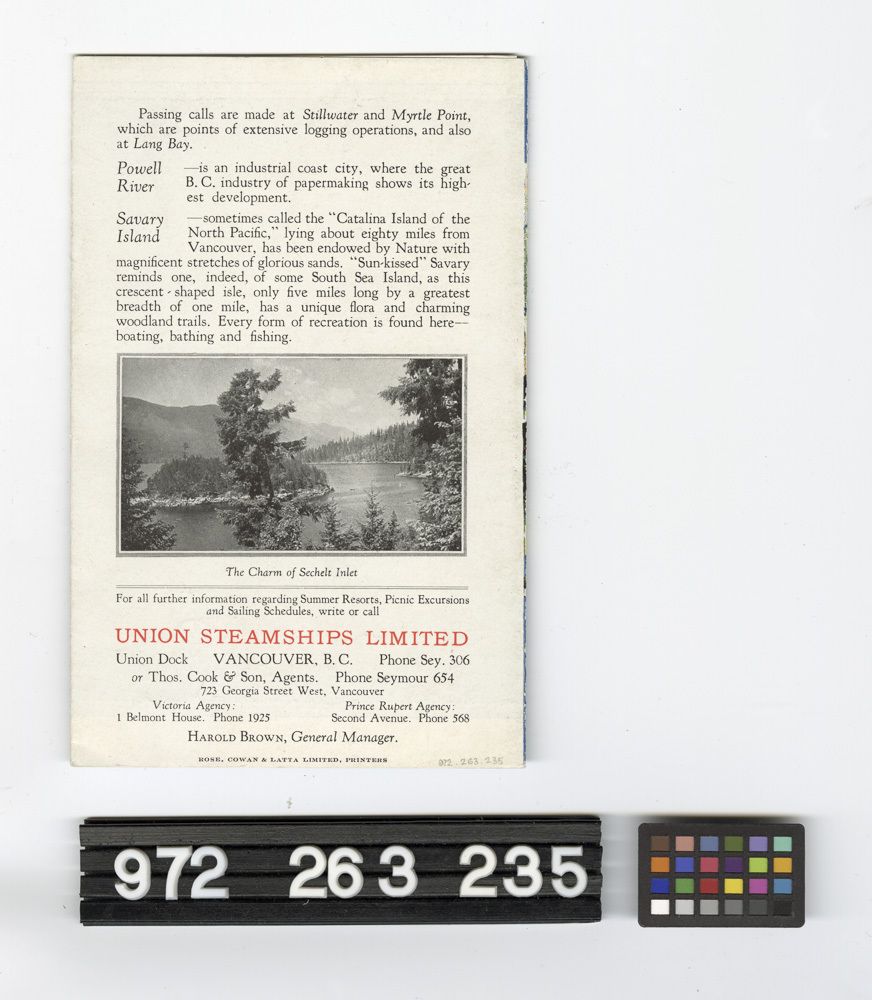 Passing calls are made at Stillwater and Myrtle Point,
which are points of extensive logging operations, and also
at Lang Bay.
Powell River —is an industrial coast city, where the great
B. C. industry of papermaking shows its high-
est development.
Savary Island —sometimes called the "Catalina Island of the
North Pacific," lying about eighty miles from
Vancouver, has been endowed by Nature with
magnificent stretches of glorious sands. "Sun-kissed" Savary
reminds one, indeed, of some South Sea Island, as this
crescent-shaped isle, only five miles long by a greatest
breadth of one mile, has a unique flora and charming
woodland trails. Every form of recreation is found here—
boating, bathing and fishing.
The Charm of Sechelt Inlet
For all further information regarding Summer Resorts, Picnic Excursions
and Sailing Schedules, write or call
UNION STEAMSHIPS LIMITED
Union Dock VANCOUVER, B. C. Phone Sey. 306
or Thos. Cook & Son, Agents. Phone Seymour 654
723 Georgia Street West, Vancouver
Victoria Agency: Prince Rupert Agency:
1 Belmont House. Phone 1925 Second Avenue. Phone 568
HAROLD BROWN, General Manager.
ROSE, COWAN & LATTA LIMITED, PRINTERS
972.263.235
972 263 235